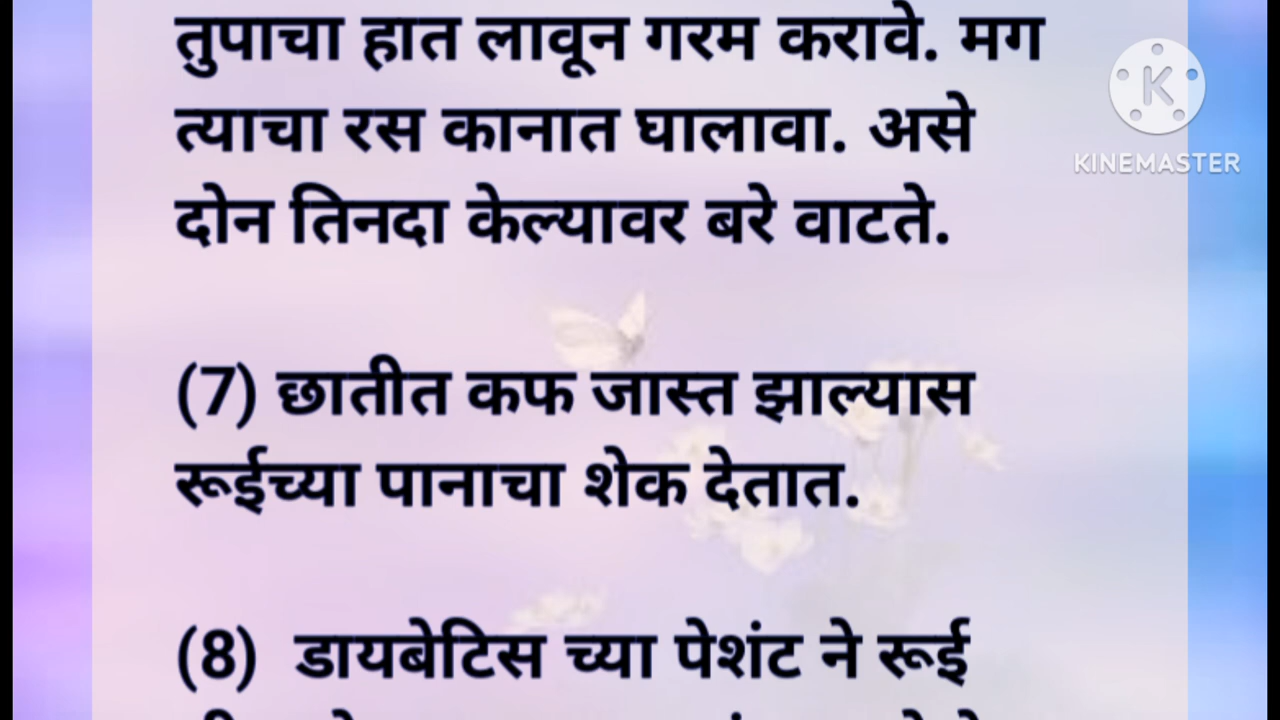 तुपाचा हात लावून गरम करावे. मग
त्याचा रस कानात घालावा. असे
दोन तिनदा केल्यावर बरे वाटते.
(7) छातीत कफ जास्त झाल्यास
रूईच्या पानाचा शेक देतात.
(8) डायबेटिस च्या पेशंट ने रूई
KINEMASTER